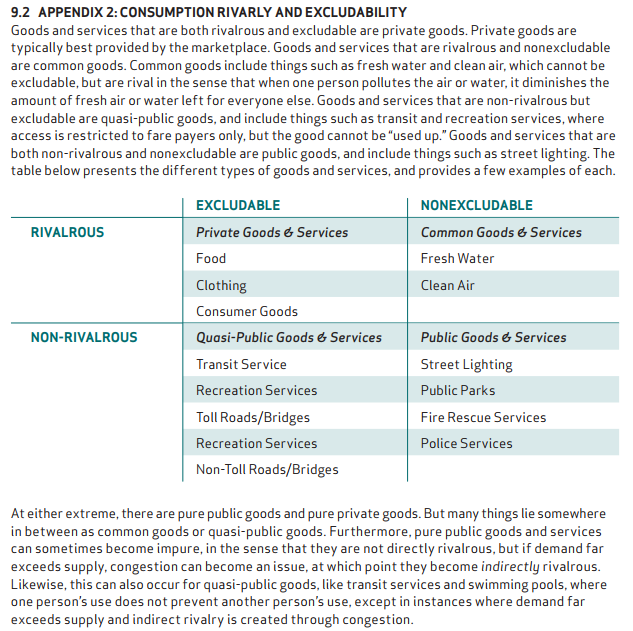 9.2 APPENDIX 2: CONSUMPTION RIVARLY AND EXCLUDABILITY
Goods and services that are both rivalrous and excludable are private goods. Private goods are
typically best provided by the marketplace. Goods and services that are rivalrous and nonexcludable
are common goods. Common goods include things such as fresh water and clean air, which cannot be
excludable, but are rival in the sense that when one person pollutes the air or water, it diminishes the
amount of fresh air or water left for everyone else. Goods and services that are non-rivalrous but
excludable are quasi-public goods, and include things such as transit and recreation services, where
access is restricted to fare payers only, but the good cannot be “used up.” Goods and services that are
both non-rivalrous and nonexcludable are public goods, and include things such as street lighting. The
table below presents the different types of goods and services, and provides a few examples of each.
EXCLUDABLE NONEXCLUDABLE
RIVALROUS Private Goods & Services Common Goods & Services
Food Fresh Water
Clothing Clean Air
Consumer Goods
NON-RIVALROUS Quasi-Public Goods & Services Public Goods & Services
Transit Service Street Lighting
Recreation Services Public Parks
Toll Roads/Bridges Fire Rescue Services
Recreation Services Police Services
Non-Toll Roads/Bridges
At either extreme, there are pure public goods and pure private goods. But many things lie somewhere
in between as common goods or quasi-public goods. Furthermore, pure public goods and services
can sometimes become impure, in the sense that they are not directly rivalrous, but if demand far
exceeds supply, congestion can become an issue, at which point they become indirectly rivalrous.
Likewise, this can also occur for quasi-public goods, like transit services and swimming pools, where
one person’s use does not prevent another person’s use, except in instances where demand far
exceeds supply and indirect rivalry is created through congestion.